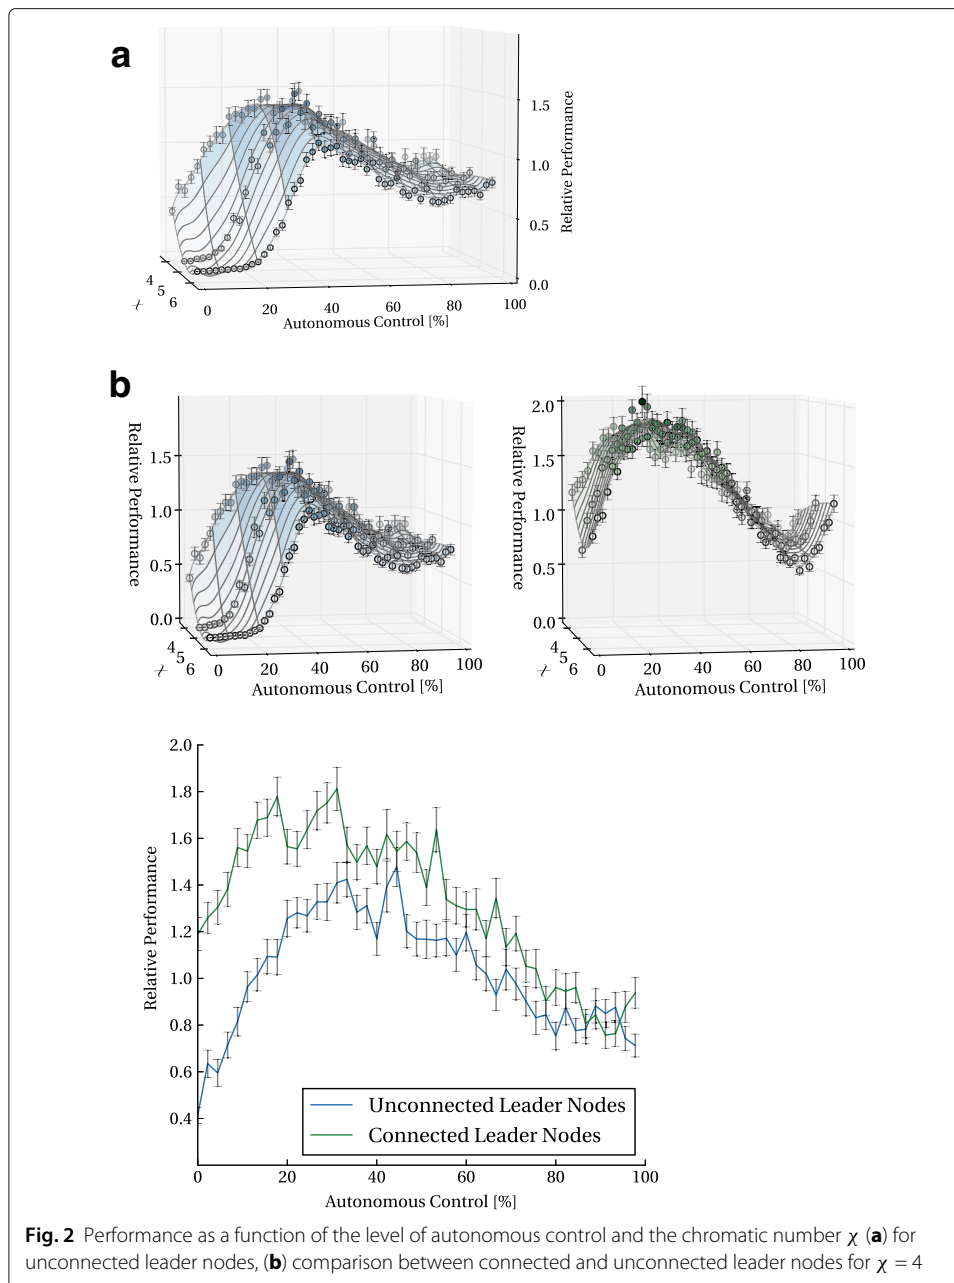 a
1.5
1.0
0.5
0.0
Relative Performance
4
5
6
χ
0 20 40 60 80 100
Autonomous Control [%]
b
Relative Performance
1.5
1.0
0.5
0.0
4
5
6
χ
0 20 40 60 80 100
Autonomous Control [%]
Relative Performance
2.0
1.5
1.0
0.5
0.0
4
5
6
χ
0 20 40 60 80 100
Autonomous Control [%]
2.0
1.8
1.6
1.4
1.2
1.0
0.8
0.6
0.4
Relative Performance
Unconnected Leader Nodes
Connected Leader Nodes
0 20 40 60 80 100
Autonomous Control [%]
Fig. 2 Performance as a function of the level of autonomous control and the chromatic number χ (a) for
unconnected leader nodes, (b) comparison between connected and unconnected leader nodes for χ = 4